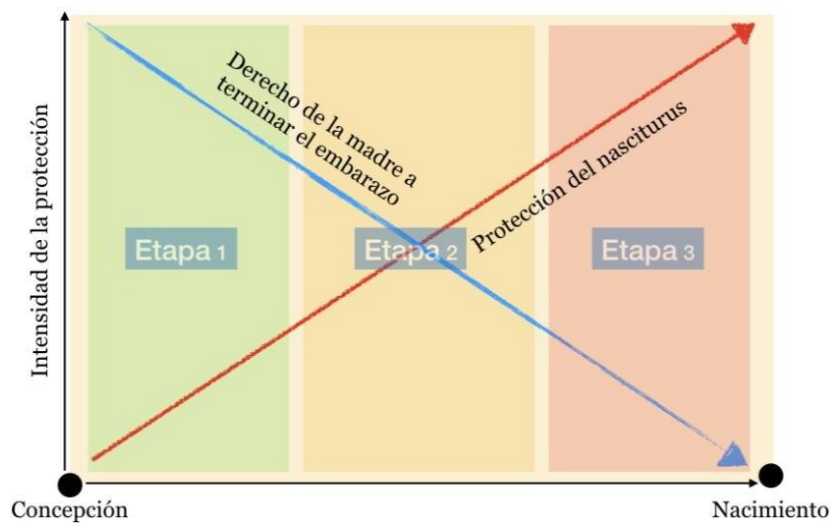 Intensidad de la protección
Derecho de la madre a
terminar el embarazo
Protección del nasciturus
Etapa 1
Etapa 2
Etapa 3
Concepción
Nacimiento